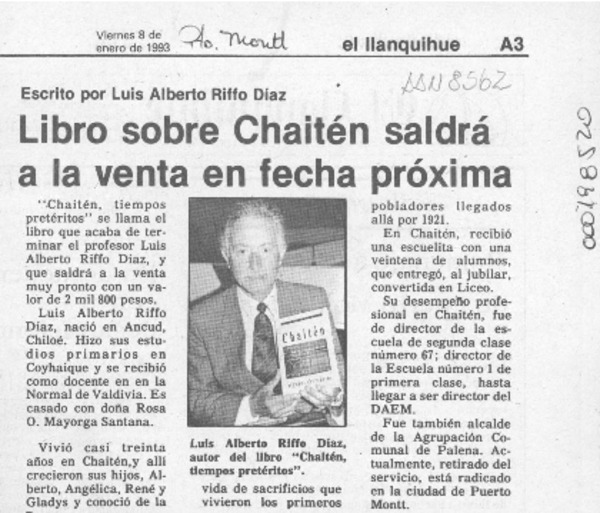 Viernes 8 de
enero de 1993
Pto. Montt
el llanquihue A3
SSN8562
000198520
Escrito por Luis Alberto Riffo Díaz
Libro sobre Chaitén saldrá
a la venta en fecha próxima
"Chaitén, tiempos
pretéritos" se llama el
libro que acaba de ter-
minar el profesor Luis
Alberto Riffo Díaz, y
que saldrá a la venta
muy pronto con un va-
lor de 2 mil 800 pesos.
Luis Alberto Riffo
Díaz, nació en Ancud,
Chiloé. Hizo sus estu-
dios primarios en
Coyhaique y se recibió
como docente en en la
Normal de Valdivia. Es
casado con doña Rosa
O. Mayorga Santana.
Vivió casí treinta
años en Chaitén,y allí
crecieron sus hijos, Al-
berto, Angélica, René y
Gladys y conoció de la
Chaitén
Luis Alberto Riffo Díaz,
autor del libro "Chaitén,
tiempos pretéritos".
vida de sacrificios que
vivieron los primeros
pobladores llegados
allá por 1921.
En Chaitén, recibió
una escuelita con una
veintena de alumnos,
que entregó, al jubilar,
convertida en Liceo.
Su desempeño profe-
sional en Chaitén, fue
de director de la es-
cuela de segunda clase
número 67; director de
la Escuela número 1 de
primera clase, hasta
llegar a ser director del
DAEM.
Fue también alcalde
de la Agrupación Co-
munal de Palena. Ac-
tualmente, retirado del
servicio, está radicado
en la ciudad de Puerto
Montt.